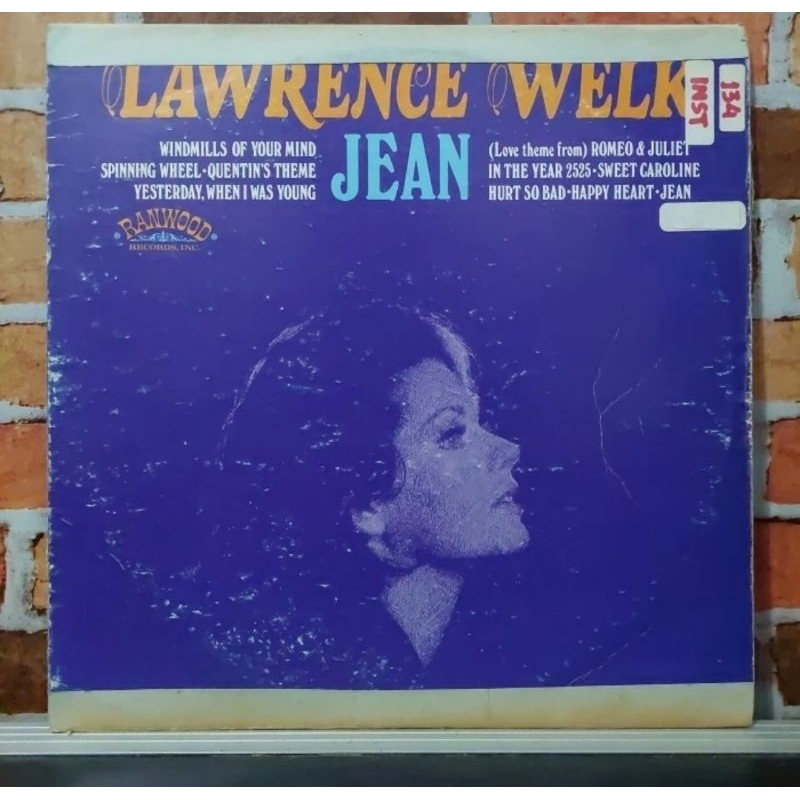 LAWRENCE WELK
WINDMILLS OF YOUR MIND
SPINNING WHEEL • QUENTIN'S THEME
YESTERDAY, WHEN I WAS YOUNG
JEAN
(Love theme from) ROMEO & JULIET
IN THE YEAR 2525 • SWEET CAROLINE
HURT SO BAD • HAPPY HEART • JEAN
RANWOOD
RECORDS, INC.
INST
134